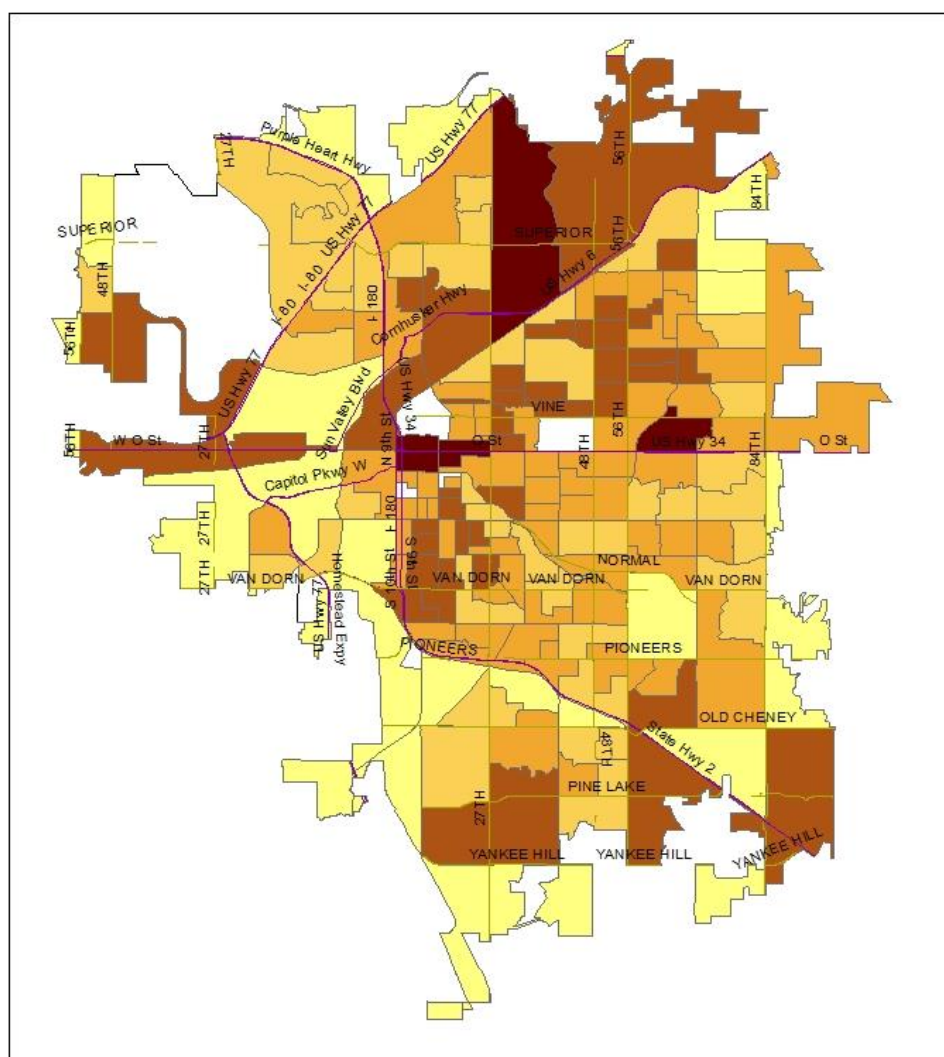 56TH
Purple Heart Hwy
27TH
US Hwy 77
84TH
SUPERIOR
SUPERIOR
56TH
US Hwy 77
48TH
I-80
I-80
I-180
US Hwy 6
Cornhusker Hwy
56TH
US Hwy 77
Sun Valley Blvd
US Hwy 34
VINE
56TH
56TH
W O St
27TH
N 9th St
O St
48TH
US Hwy 34
84TH
O St
Capitol Pkwy W
I-180
27TH
NORMAL
27TH
VAN DORN
Homestead Expy
S 10th St
S 9th St
VAN DORN
VAN DORN
VAN DORN
US Hwy 77
PIONEERS
PIONEERS
OLD CHENEY
State Hwy 2
48TH
27TH
PINE LAKE
YANKEE HILL
YANKEE HILL
YANKEE HILL